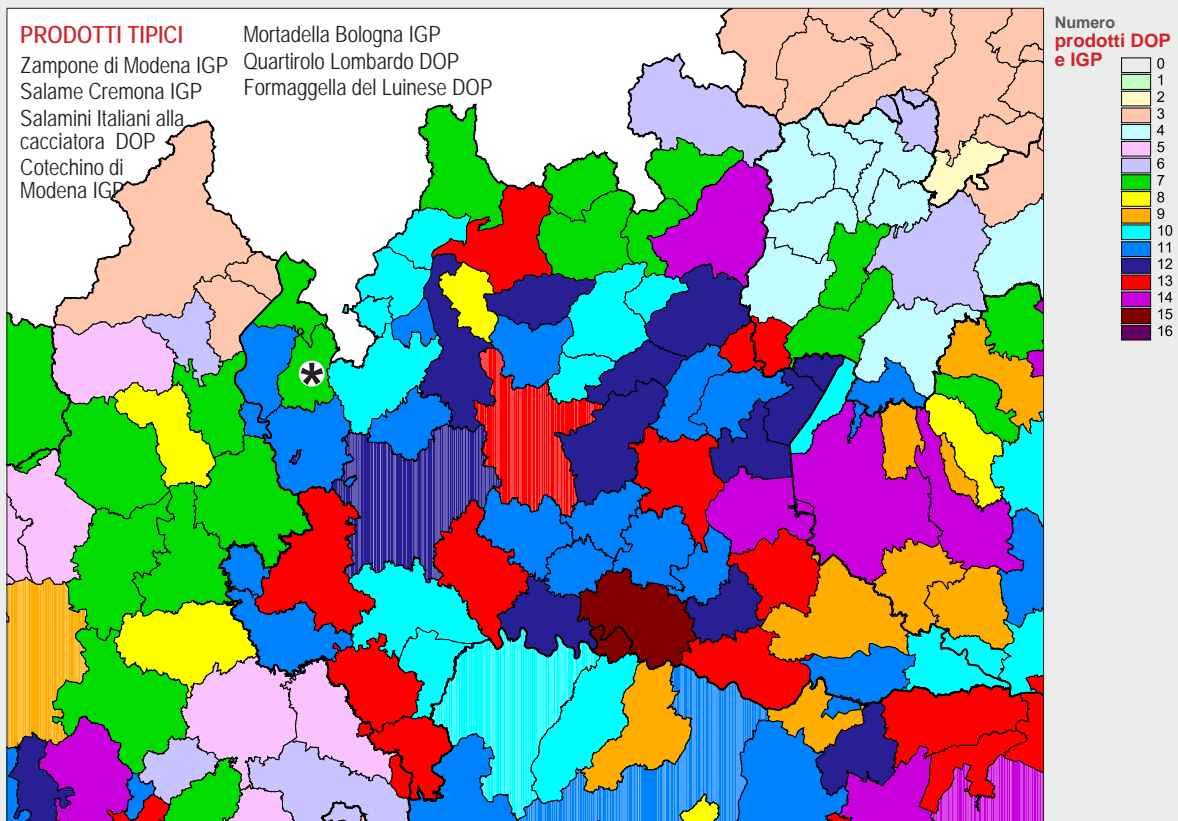 PRODOTTI TIPICI
Zampone di Modena IGP
Salame Cremona IGP
Salamini Italiani alla
cacciatora DOP
Cotechino di
Modena IGP
Mortadella Bologna IGP
Quartirolo Lombardo DOP
Formaggella del Luinese DOP
Numero
prodotti DOP
e IGP
0
1
2
3
4
5
6
7
8
9
10
11
12
13
14
15
16